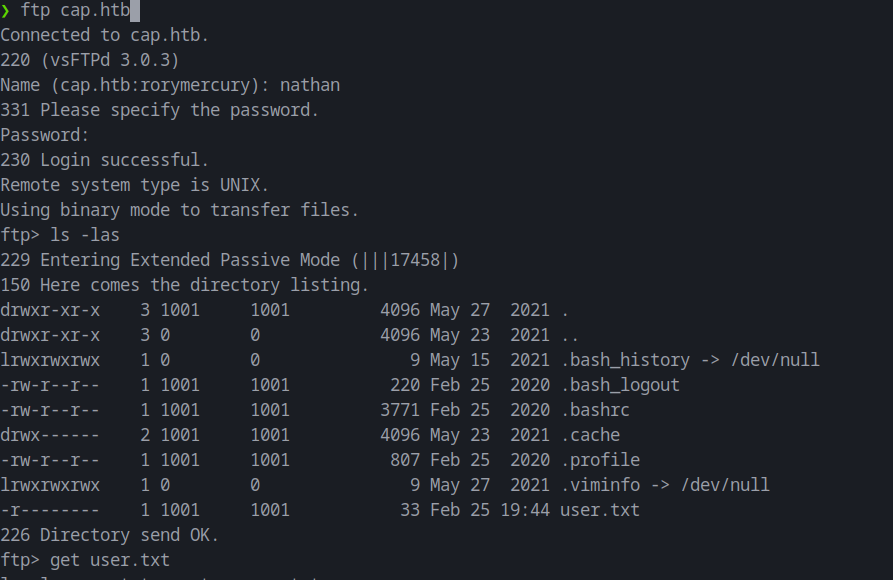 ❯ ftp cap.htb
Connected to cap.htb.
220 (vsFTPd 3.0.3)
Name (cap.htb:rorymercury): nathan
331 Please specify the password.
Password:
230 Login successful.
Remote system type is UNIX.
Using binary mode to transfer files.
ftp> ls -las
229 Entering Extended Passive Mode (|||17458|)
150 Here comes the directory listing.
drwxr-xr-x    3 1001     1001         4096 May 27  2021 .
drwxr-xr-x    3 0        0            4096 May 23  2021 ..
lrwxrwxrwx    1 0        0               9 May 15  2021 .bash_history -> /dev/null
-rw-r--r--    1 1001     1001          220 Feb 25  2020 .bash_logout
-rw-r--r--    1 1001     1001         3771 Feb 25  2020 .bashrc
drwx------    2 1001     1001         4096 May 23  2021 .cache
-rw-r--r--    1 1001     1001          807 Feb 25  2020 .profile
lrwxrwxrwx    1 0        0               9 May 27  2021 .viminfo -> /dev/null
-r--------    1 1001     1001           33 Feb 25 19:44 user.txt
226 Directory send OK.
ftp> get user.txt